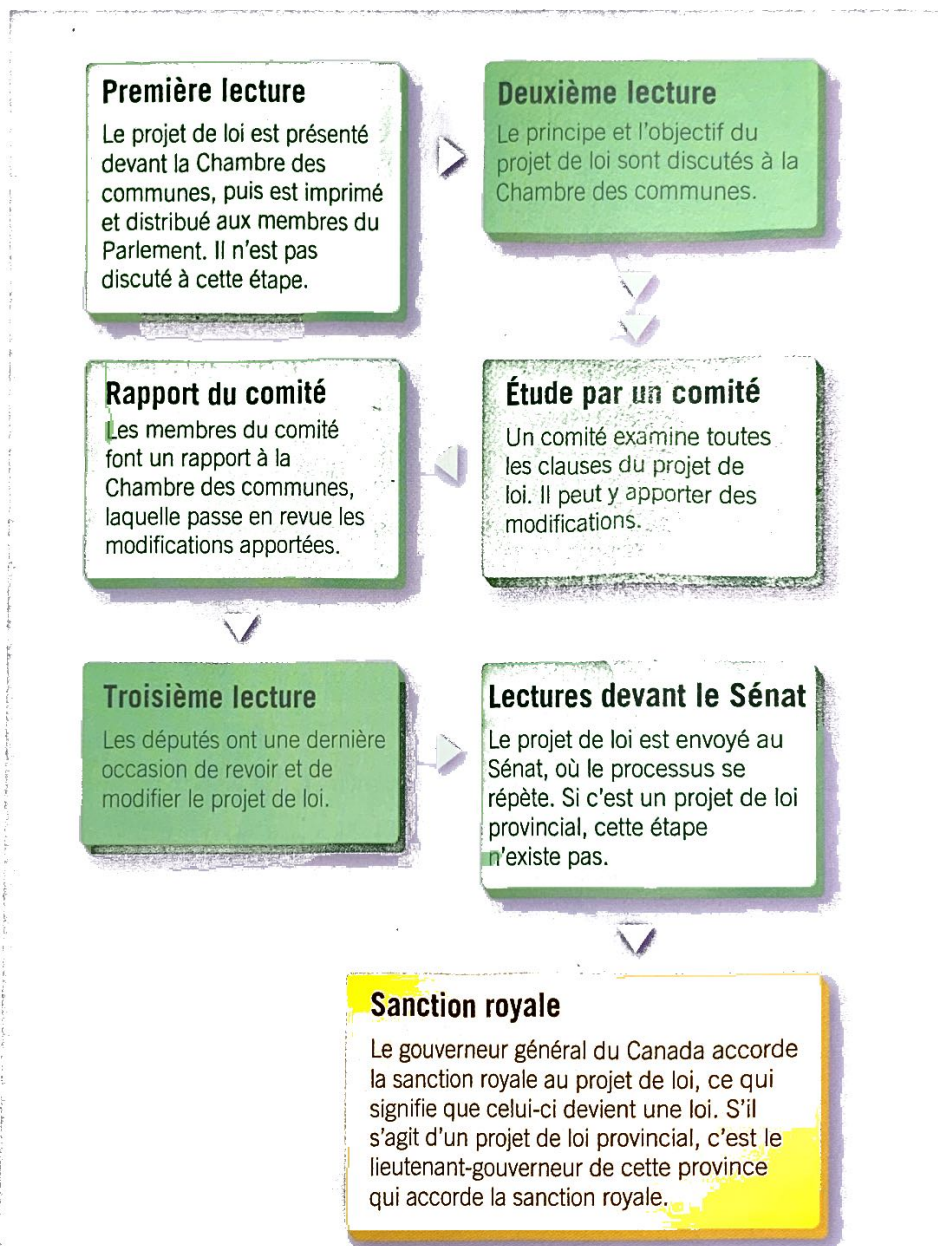 Première lecture
Le projet de loi est présenté
devant la Chambre des
communes, puis est imprimé
et distribué aux membres du
Parlement. Il n'est pas
discuté à cette étape.
Deuxième lecture
Le principe et l'objectif du
projet de loi sont discutés à la
Chambre des communes.
Étude par un comité
Un comité examine toutes
les clauses du projet de
loi. Il peut y apporter des
modifications.
Rapport du comité
Les membres du comité
font un rapport à la
Chambre des communes,
laquelle passe en revue les
modifications apportées.
Troisième lecture
Les députés ont une dernière
occasion de revoir et de
modifier le projet de loi.
Lectures devant le Sénat
Le projet de loi est envoyé au
Sénat, où le processus se
répète. Si c'est un projet de loi
provincial, cette étape
n'existe pas.
Sanction royale
Le gouverneur général du Canada accorde
la sanction royale au projet de loi, ce qui
signifie que celui-ci devient une loi. S'il
s'agit d'un projet de loi provincial, c'est le
lieutenant-gouverneur de cette province
qui accorde la sanction royale.